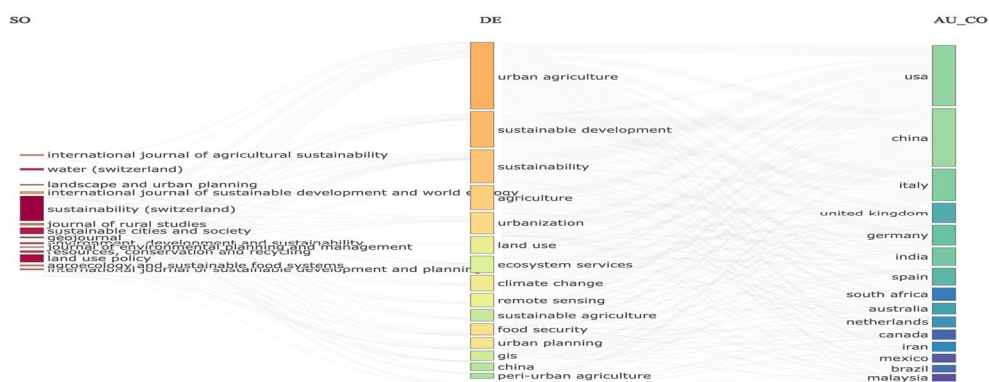 SO
DE
AU_CO
international journal of agricultural sustainability
water (switzerland)
landscape and urban planning
international journal of sustainable development and world ecology
sustainability (switzerland)
journal of rural studies
sustainable cities and society
geojournal
environment, development and sustainability
journal of environmental planning and management
resources, conservation and recycling
land use policy
agroecology and sustainable food systems
international journal of sustainable development and planning
urban agriculture
sustainable development
sustainability
agriculture
urbanization
land use
ecosystem services
climate change
remote sensing
sustainable agriculture
food security
urban planning
gis
china
peri-urban agriculture
usa
china
italy
united kingdom
germany
india
spain
south africa
australia
netherlands
canada
iran
mexico
brazil
malaysia